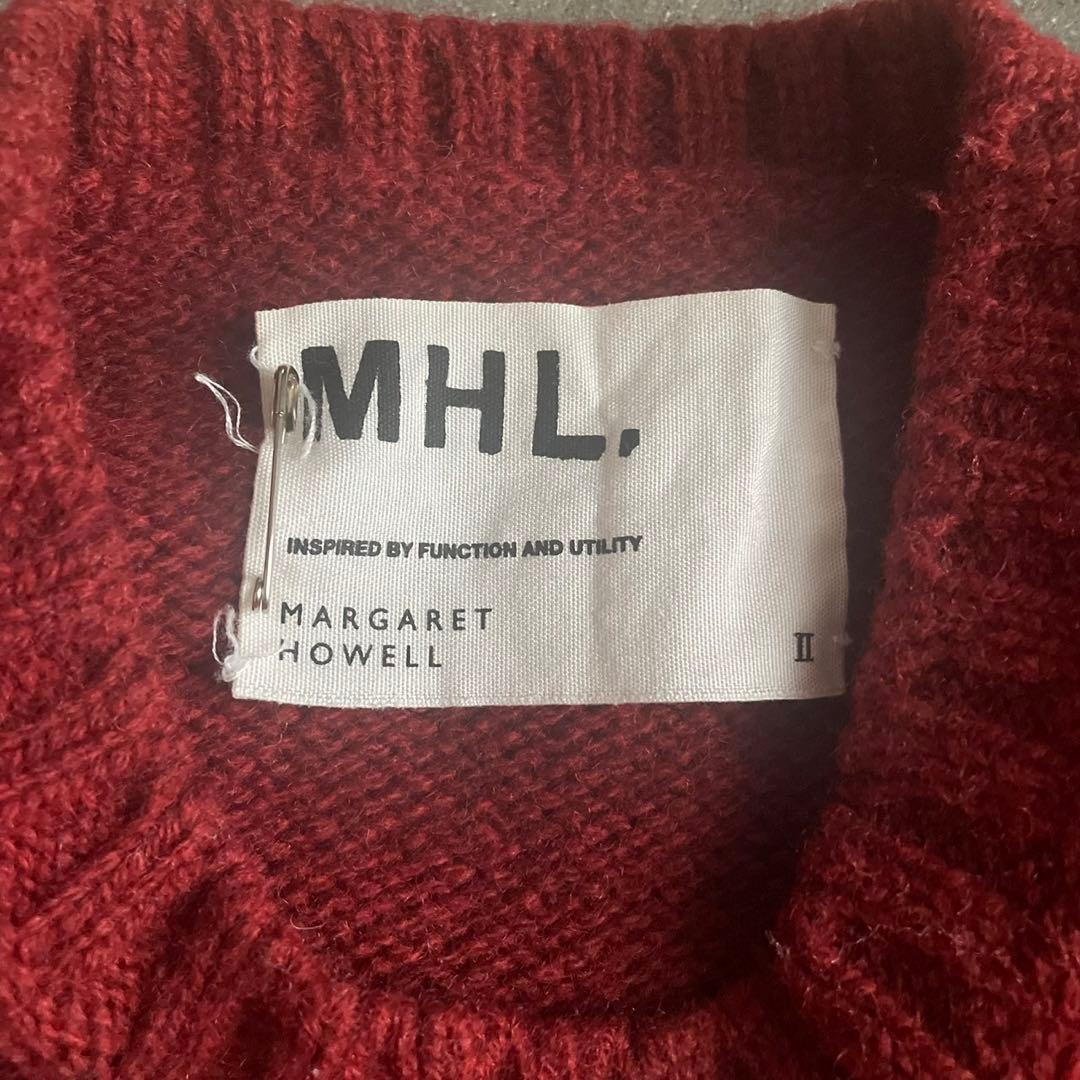 MHL.
INSPIRED BY FUNCTION AND UTILITY
MARGARET
HOWELL
II